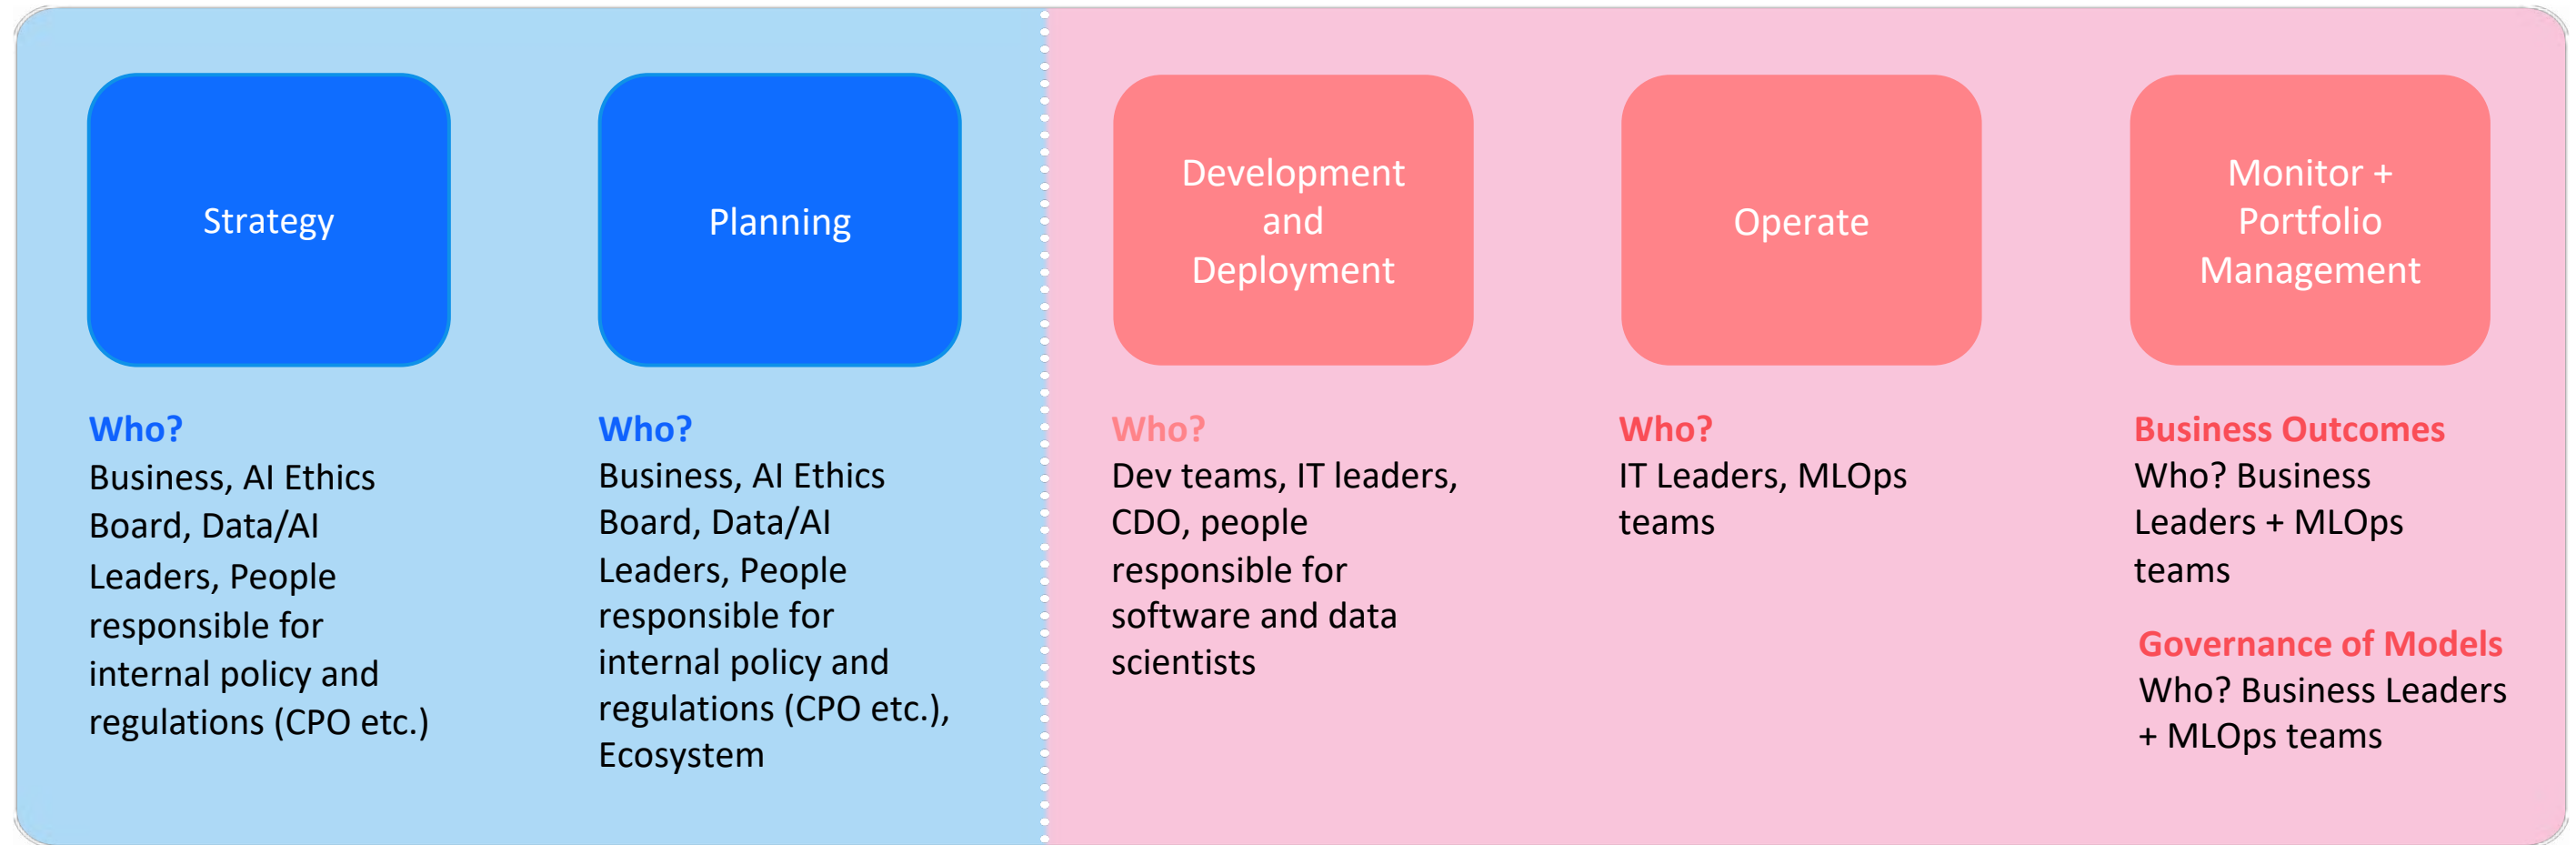 Strategy
Planning
Development
and
Deployment
Operate
Monitor +
Portfolio
Management
Who?
Business, AI Ethics
Board, Data/AI
Leaders, People
responsible for
internal policy and
regulations (CPO etc.)
Who?
Business, AI Ethics
Board, Data/AI
Leaders, People
responsible for
internal policy and
regulations (CPO etc.),
Ecosystem
Who?
Dev teams, IT leaders,
CDO, people
responsible for
software and data
scientists
Who?
IT Leaders, MLOps
teams
Business Outcomes
Who? Business
Leaders + MLOps
teams
Governance of Models
Who? Business Leaders
+ MLOps teams